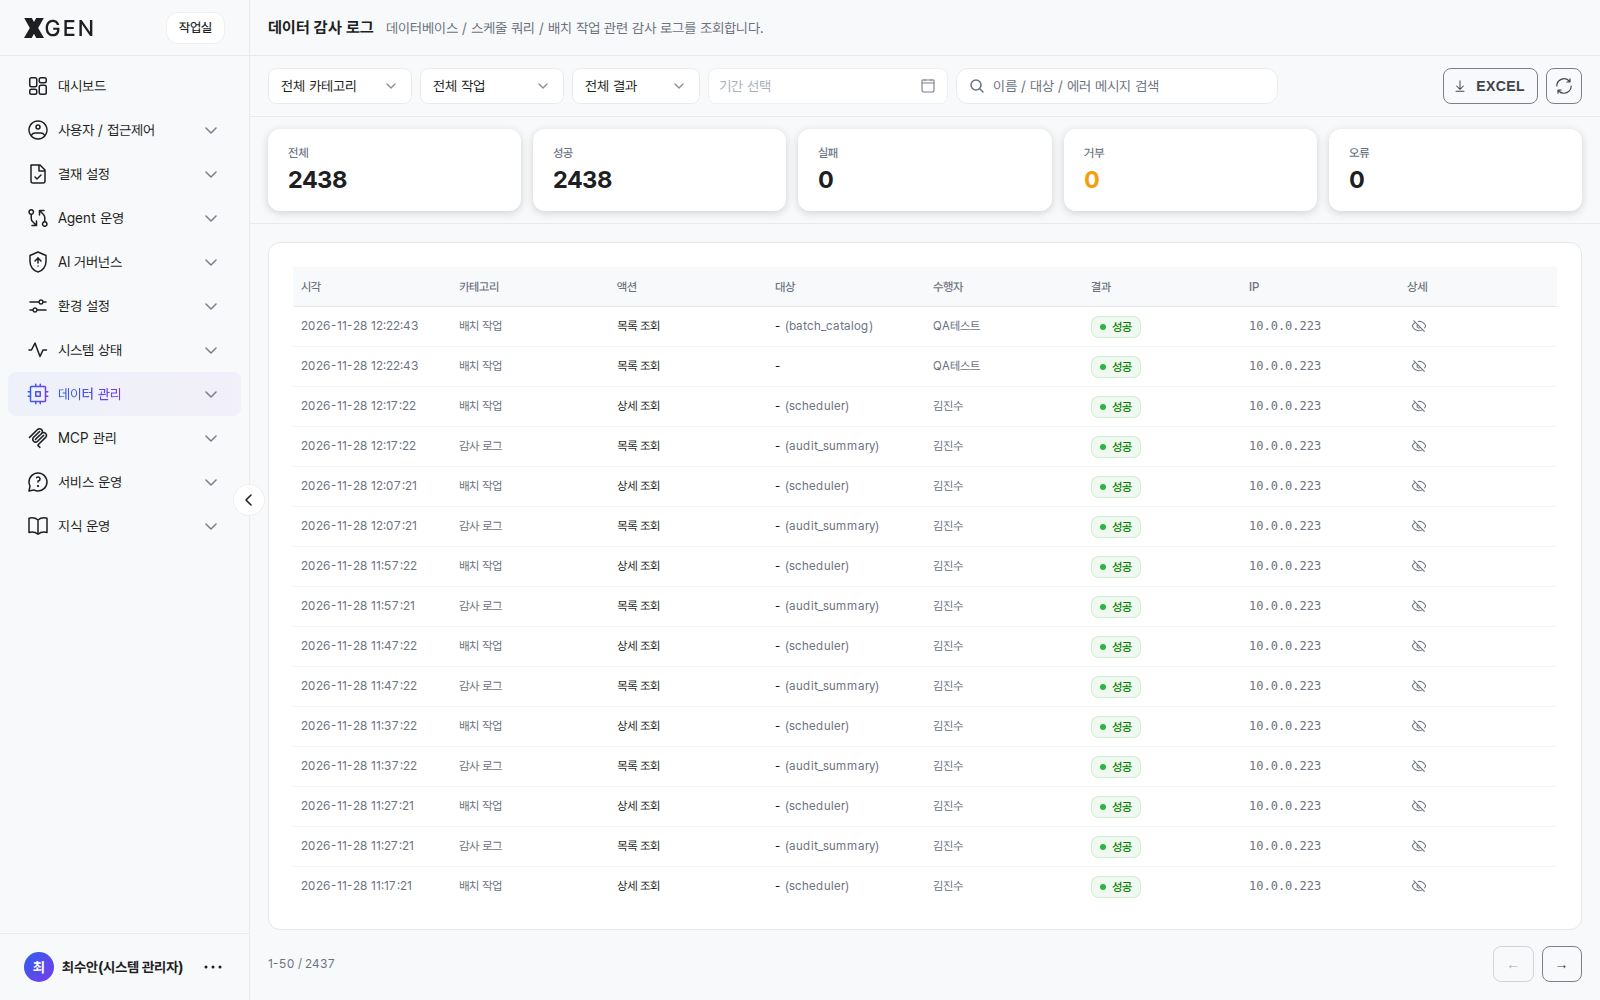 XGEN
작업실
대시보드
사용자 / 접근제어
결재 설정
Agent 운영
AI 거버넌스
환경 설정
시스템 상태
데이터 관리
MCP 관리
서비스 운영
지식 운영
최 최수안(시스템 관리자)
데이터 감사 로그 데이터베이스 / 스케줄 쿼리 / 배치 작업 관련 감사 로그를 조회합니다.
전체 카테고리 전체 작업 전체 결과 기간 선택 이름 / 대상 / 에러 메시지 검색 EXCEL
전체 성공 실패 거부 오류
2438 2438 0 0 0
시각 카테고리 액션 대상 수행자 결과 IP 상세
2026-11-28 12:22:43 배치 작업 목록 조회 - (batch_catalog) QA테스트 성공 10.0.0.223
2026-11-28 12:22:43 배치 작업 목록 조회 - QA테스트 성공 10.0.0.223
2026-11-28 12:17:22 배치 작업 상세 조회 - (scheduler) 김진수 성공 10.0.0.223
2026-11-28 12:17:22 감사 로그 목록 조회 - (audit_summary) 김진수 성공 10.0.0.223
2026-11-28 12:07:21 배치 작업 상세 조회 - (scheduler) 김진수 성공 10.0.0.223
2026-11-28 12:07:21 감사 로그 목록 조회 - (audit_summary) 김진수 성공 10.0.0.223
2026-11-28 11:57:22 배치 작업 상세 조회 - (scheduler) 김진수 성공 10.0.0.223
2026-11-28 11:57:21 감사 로그 목록 조회 - (audit_summary) 김진수 성공 10.0.0.223
2026-11-28 11:47:22 배치 작업 상세 조회 - (scheduler) 김진수 성공 10.0.0.223
2026-11-28 11:47:22 감사 로그 목록 조회 - (audit_summary) 김진수 성공 10.0.0.223
2026-11-28 11:37:22 배치 작업 상세 조회 - (scheduler) 김진수 성공 10.0.0.223
2026-11-28 11:37:22 감사 로그 목록 조회 - (audit_summary) 김진수 성공 10.0.0.223
2026-11-28 11:27:21 배치 작업 상세 조회 - (scheduler) 김진수 성공 10.0.0.223
2026-11-28 11:27:21 감사 로그 목록 조회 - (audit_summary) 김진수 성공 10.0.0.223
2026-11-28 11:17:21 배치 작업 상세 조회 - (scheduler) 김진수 성공 10.0.0.223
1-50 / 2437 ← →